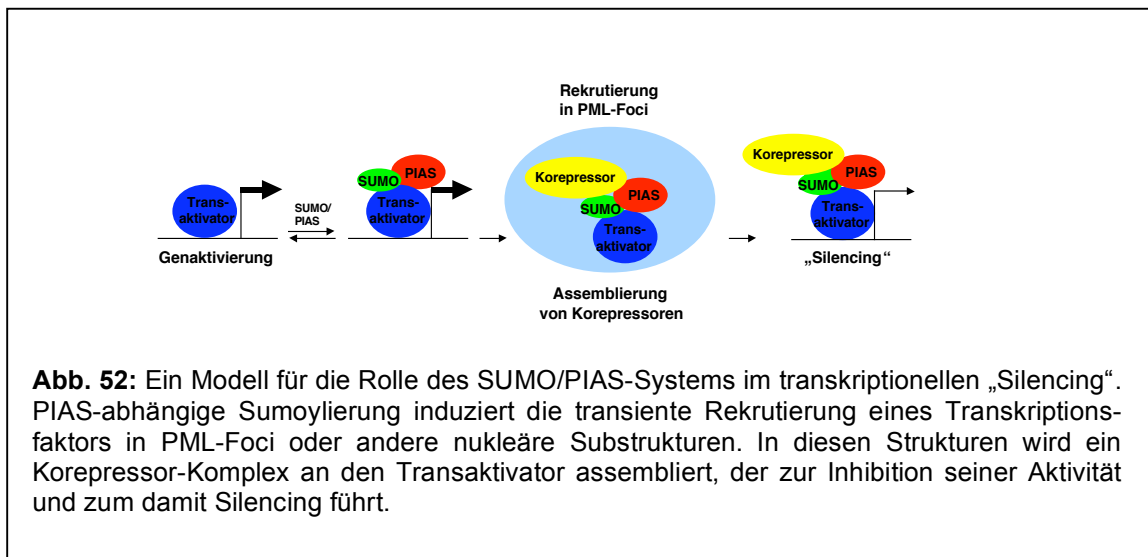 Rekrutierung
in PML-Foci
Korepressor
SUMO
PIAS
Trans-
aktivator
Trans-
aktivator
Genaktivierung
SUMO/
PIAS
SUMO
PIAS
Trans-
aktivator
Korepressor
SUMO
PIAS
Trans-
aktivator
„Silencing“
Assemblierung
von Korepressoren
Abb. 52: Ein Modell für die Rolle des SUMO/PIAS-Systems im transkriptionellen „Silencing“.
PIAS-abhängige Sumoylierung induziert die transiente Rekrutierung eines Transkriptions-
faktors in PML-Foci oder andere nukleäre Substrukturen. In diesen Strukturen wird ein
Korepressor-Komplex an den Transaktivator assembliert, der zur Inhibition seiner Aktivität
und zum damit Silencing führt.